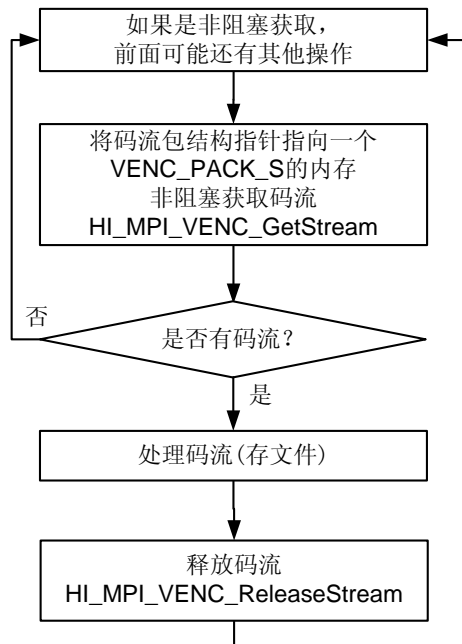 如果是非阻塞获取，
前面可能还有其他操作
将码流包结构指针指向一个
VENC_PACK_S的内存
非阻塞获取码流
HI_MPI_VENC_GetStream
否
是否有码流？
是
处理码流(存文件)
释放码流
HI_MPI_VENC_ReleaseStream